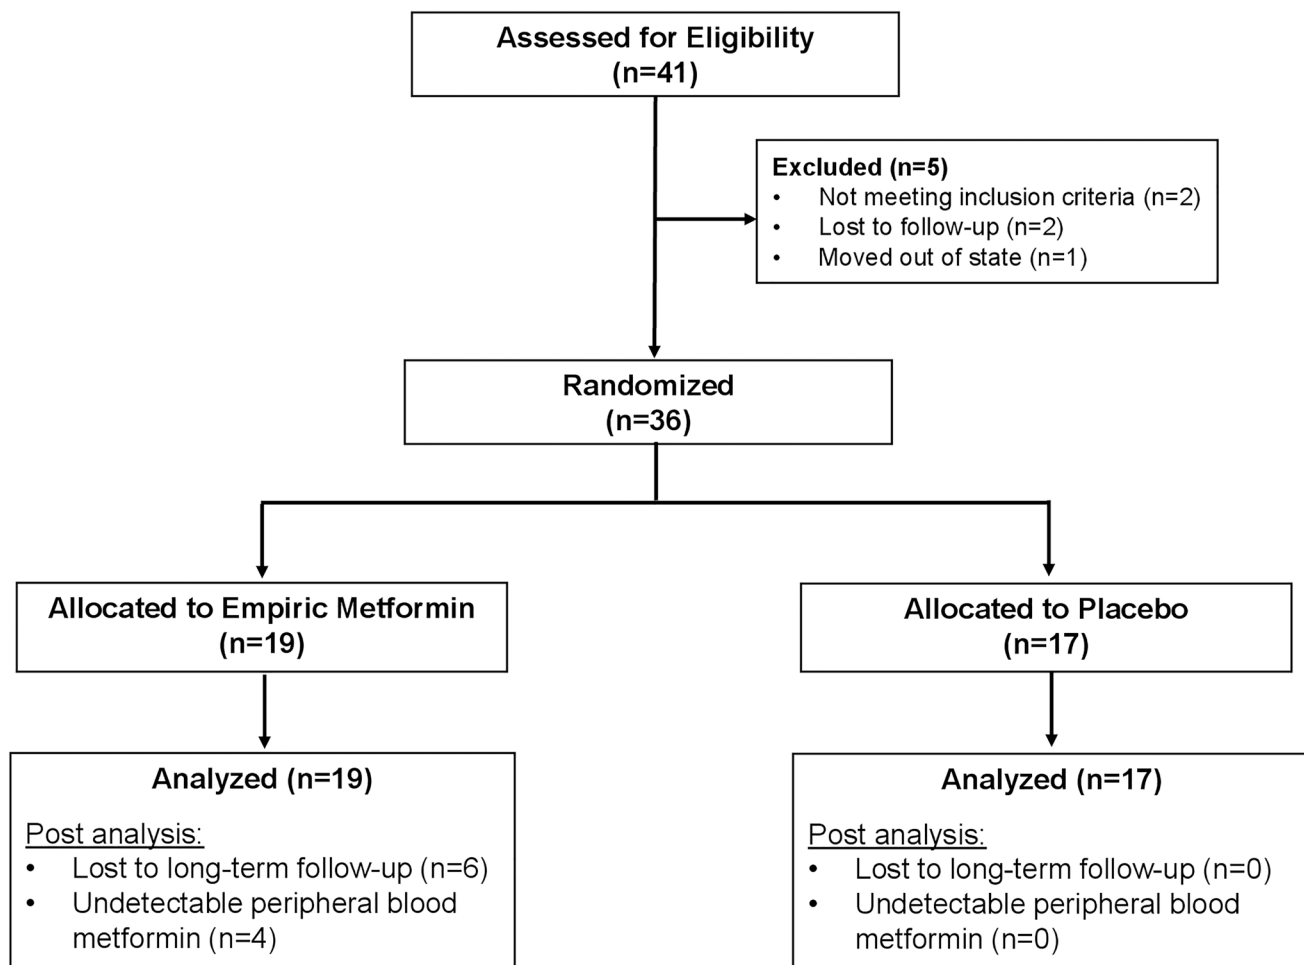 Assessed for Eligibility
(n=41)
Excluded (n=5)
• Not meeting inclusion criteria (n=2)
• Lost to follow-up (n=2)
• Moved out of state (n=1)
Randomized
(n=36)
Allocated to Empiric Metformin
(n=19)
Allocated to Placebo
(n=17)
Analyzed (n=19)
Post analysis:
• Lost to long-term follow-up (n=6)
• Undetectable peripheral blood
metformin (n=4)
Analyzed (n=17)
Post analysis:
• Lost to long-term follow-up (n=0)
• Undetectable peripheral blood
metformin (n=0)